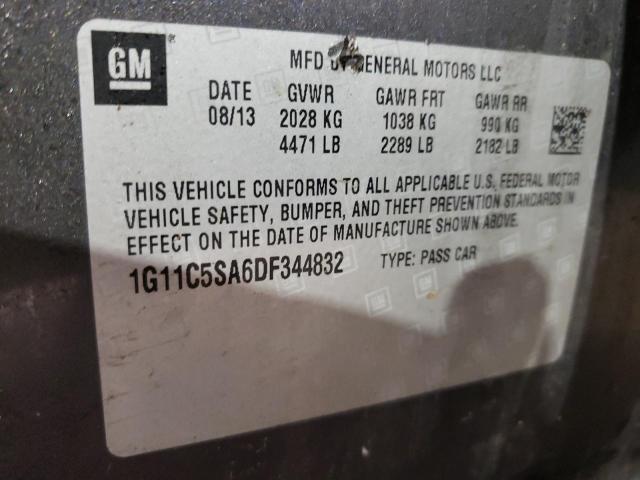 GM
MFD GENERAL MOTORS LLC
DATE GVWR GAWR FRT GAWR RR
08/13 2028 KG 1038 KG 990 KG
4471 LB 2289 LB 2182 LB
THIS VEHICLE CONFORMS TO ALL APPLICABLE U.S. FEDERAL MOTOR
VEHICLE SAFETY, BUMPER, AND THEFT PREVENTION STANDARDS IN
EFFECT ON THE DATE OF MANUFACTURE SHOWN ABOVE.
1G11C5SA6DF344832 TYPE: PASS CAR